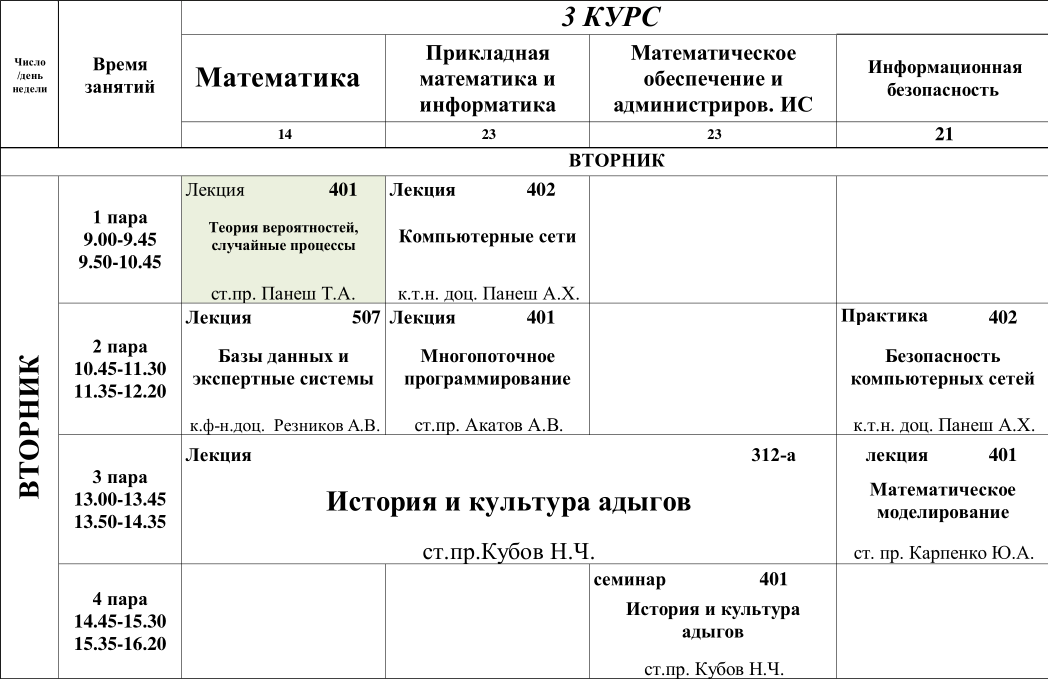 3 КУРС
Число
/день
недели
Время
занятий
Математика
Прикладная
математика и
информатика
Математическое
обеспечение и
администриров. ИС
Информационная
безопасность
14
23
23
21
ВТОРНИК
ВТОРНИК
1 пара
9.00-9.45
9.50-10.45
Лекция 401
Теория вероятностей,
случайные процессы
ст.пр. Панеш Т.А.
Лекция 402
Компьютерные сети
к.т.н. доц. Панеш А.Х.
2 пара
10.45-11.30
11.35-12.20
Лекция 507
Базы данных и
экспертные системы
к.ф-н.доц. Резников А.В.
Лекция 401
Многопоточное
программирование
ст.пр. Акатов А.В.
Практика 402
Безопасность
компьютерных сетей
к.т.н. доц. Панеш А.Х.
3 пара
13.00-13.45
13.50-14.35
Лекция 312-а
История и культура адыгов
ст.пр.Кубов Н.Ч.
лекция 401
Математическое
моделирование
ст. пр. Карпенко Ю.А.
4 пара
14.45-15.30
15.35-16.20
семинар 401
История и культура
адыгов
ст.пр. Кубов Н.Ч.